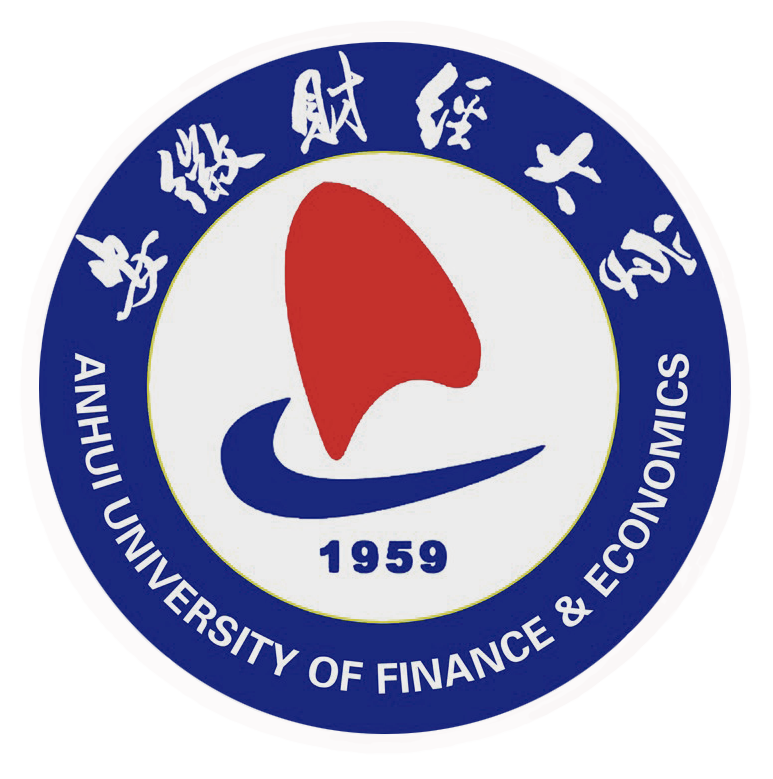 安徽财经大学
ANHUI UNIVERSITY OF FINANCE & ECONOMICS
1959